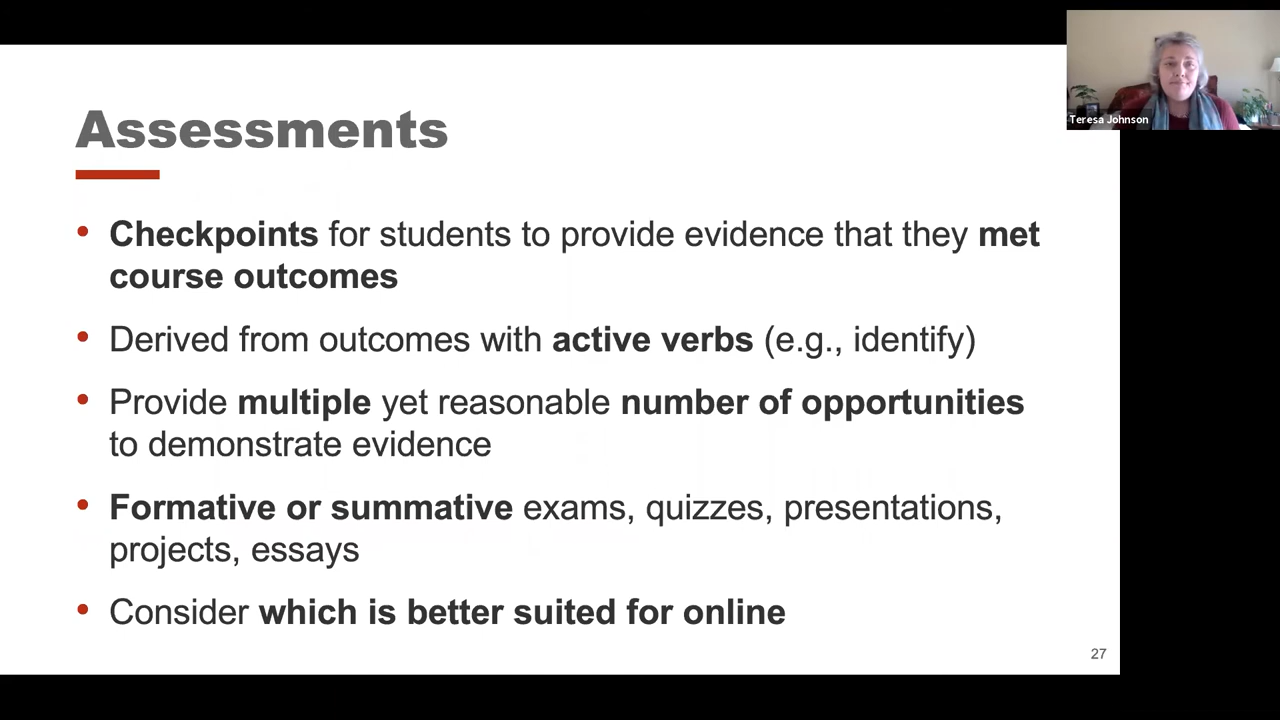 Teresa Johnson
Assessments
• Checkpoints for students to provide evidence that they met
course outcomes
• Derived from outcomes with active verbs (e.g., identify)
• Provide multiple yet reasonable number of opportunities
to demonstrate evidence
• Formative or summative exams, quizzes, presentations,
projects, essays
• Consider which is better suited for online
27